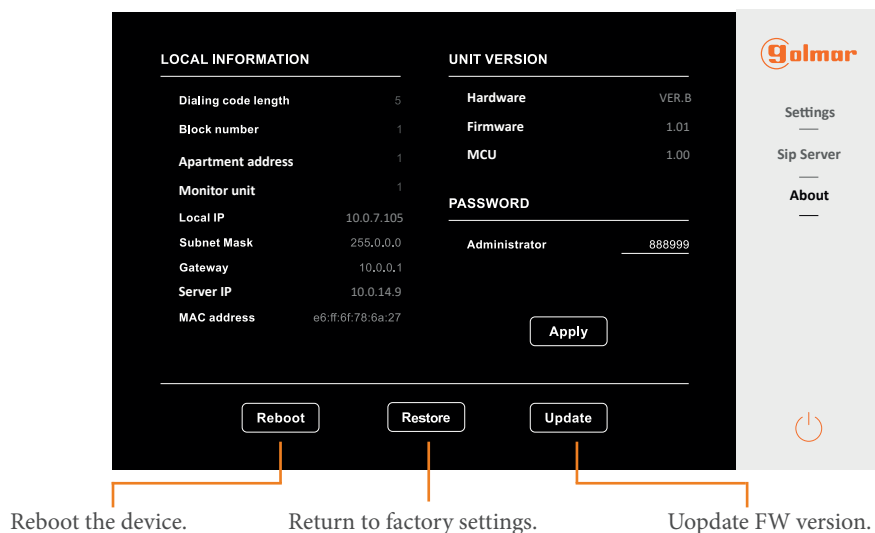 LOCAL INFORMATION
Dialing code length 5
Block number 1
Apartment address 1
Monitor unit 1
Local IP 10.0.7.105
Subnet Mask 255.0.0.0
Gateway 10.0.0.1
Server IP 10.0.14.9
MAC address e6:ff:6f:78:6a:27
UNIT VERSION
Hardware VER.B
Firmware 1.01
MCU 1.00
PASSWORD
Administrator 888999
Apply
Reboot Restore Update
golmar
Settings
Sip Server
About
Reboot the device. Return to factory settings. Uopdate FW version.